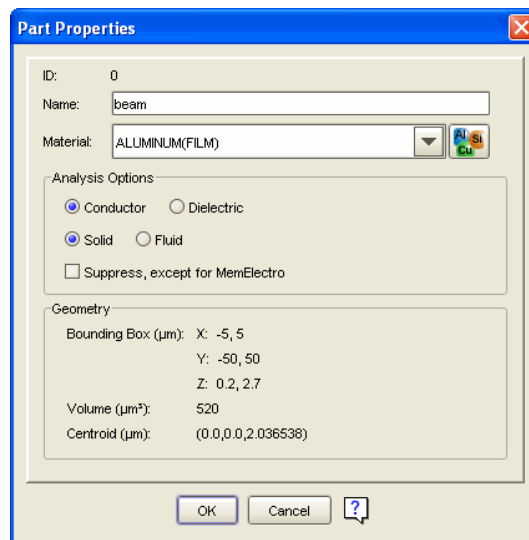 Part Properties
ID: 0
Name: beam
Material: ALUMINUM(FILM) Al Si Cu
Analysis Options
Conductor Dielectric
Solid Fluid
Suppress, except for MemElectro
Geometry
Bounding Box (µm): X: -5, 5
Y: -50, 50
Z: 0.2, 2.7
Volume (µm³): 520
Centroid (µm): (0.0,0.0,2.036538)
OK Cancel ?